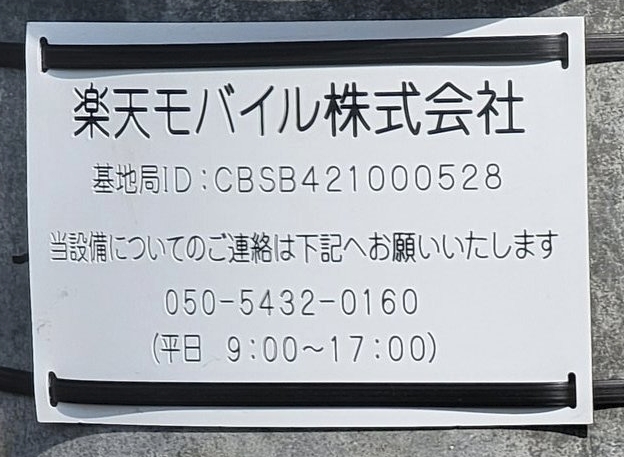 楽天モバイル株式会社
基地局ID:CBSB421000528
当設備についてのご連絡は下記へお願いいたします
050-5432-0160
(平日 9:00～17:00)